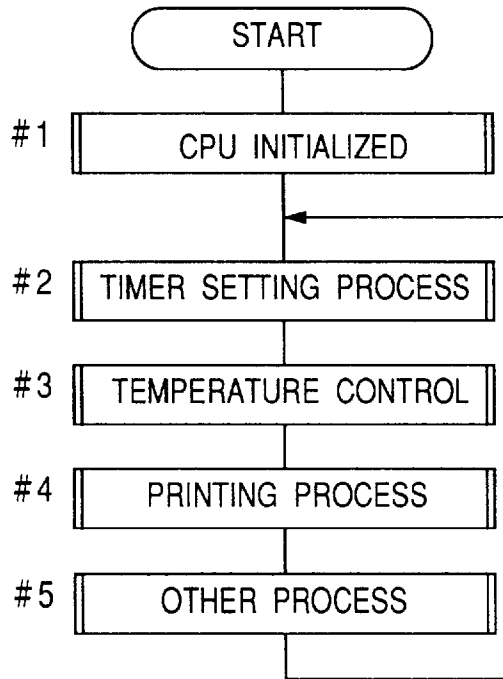 START
#1 CPU INITIALIZED
#2 TIMER SETTING PROCESS
#3 TEMPERATURE CONTROL
#4 PRINTING PROCESS
#5 OTHER PROCESS